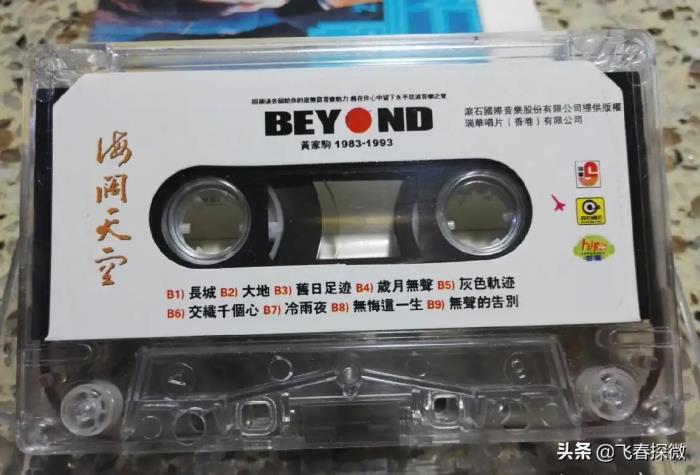 BEYOND
黃家駒 1983-1993
滾石國際音樂股份有限公司提供版權
瑞華唱片（香港）有限公司
海阔天空
B1) 長城 B2) 大地 B3) 舊日足迹 B4) 歲月無聲 B5) 灰色軌迹
B6) 交織千個心 B7) 冷雨夜 B8) 無悔這一生 B9) 無聲的告別
头条 @飞春探微